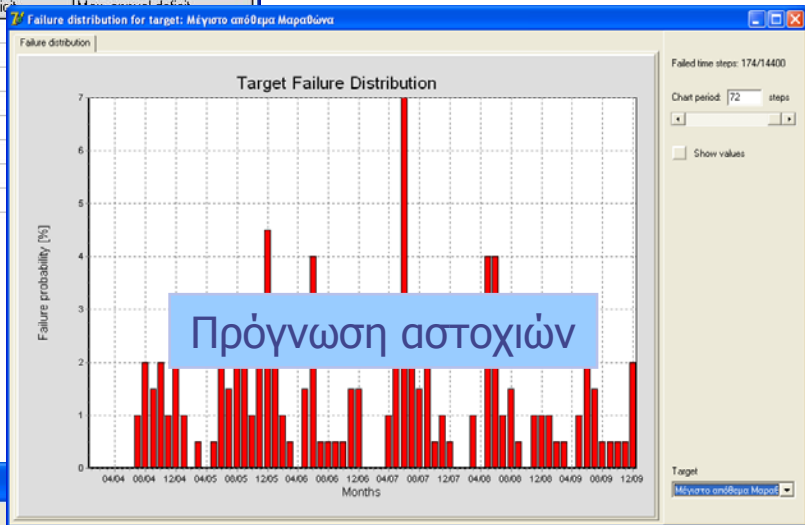 Max. annual deficit
Failure distribution for target: Μέγιστο απόθεμα Μαραθώνα
Failure distribution
Failed time steps: 174/14400
Chart period: 72 steps
Show values
Target Failure Distribution
Failure probability [%]
7
6
5
4
3
2
1
0
Πρόγνωση αστοχιών
04/04 08/04 12/04 04/05 08/05 12/05 04/06 08/06 12/06 04/07 08/07 12/07 04/08 08/08 12/08 04/09 08/09 12/09
Months
Target
Μέγιστο απόθεμα Μαραθ